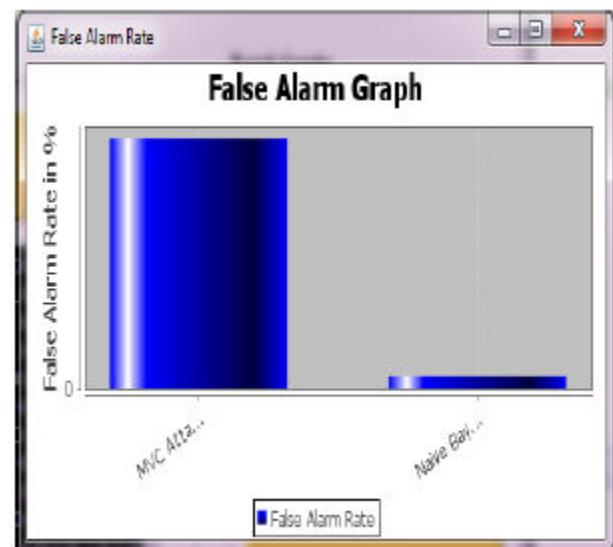 False Alarm Rate
False Alarm Graph
False Alarm Rate in %
0
MVC Atta...
Naive Bay...
False Alarm Rate